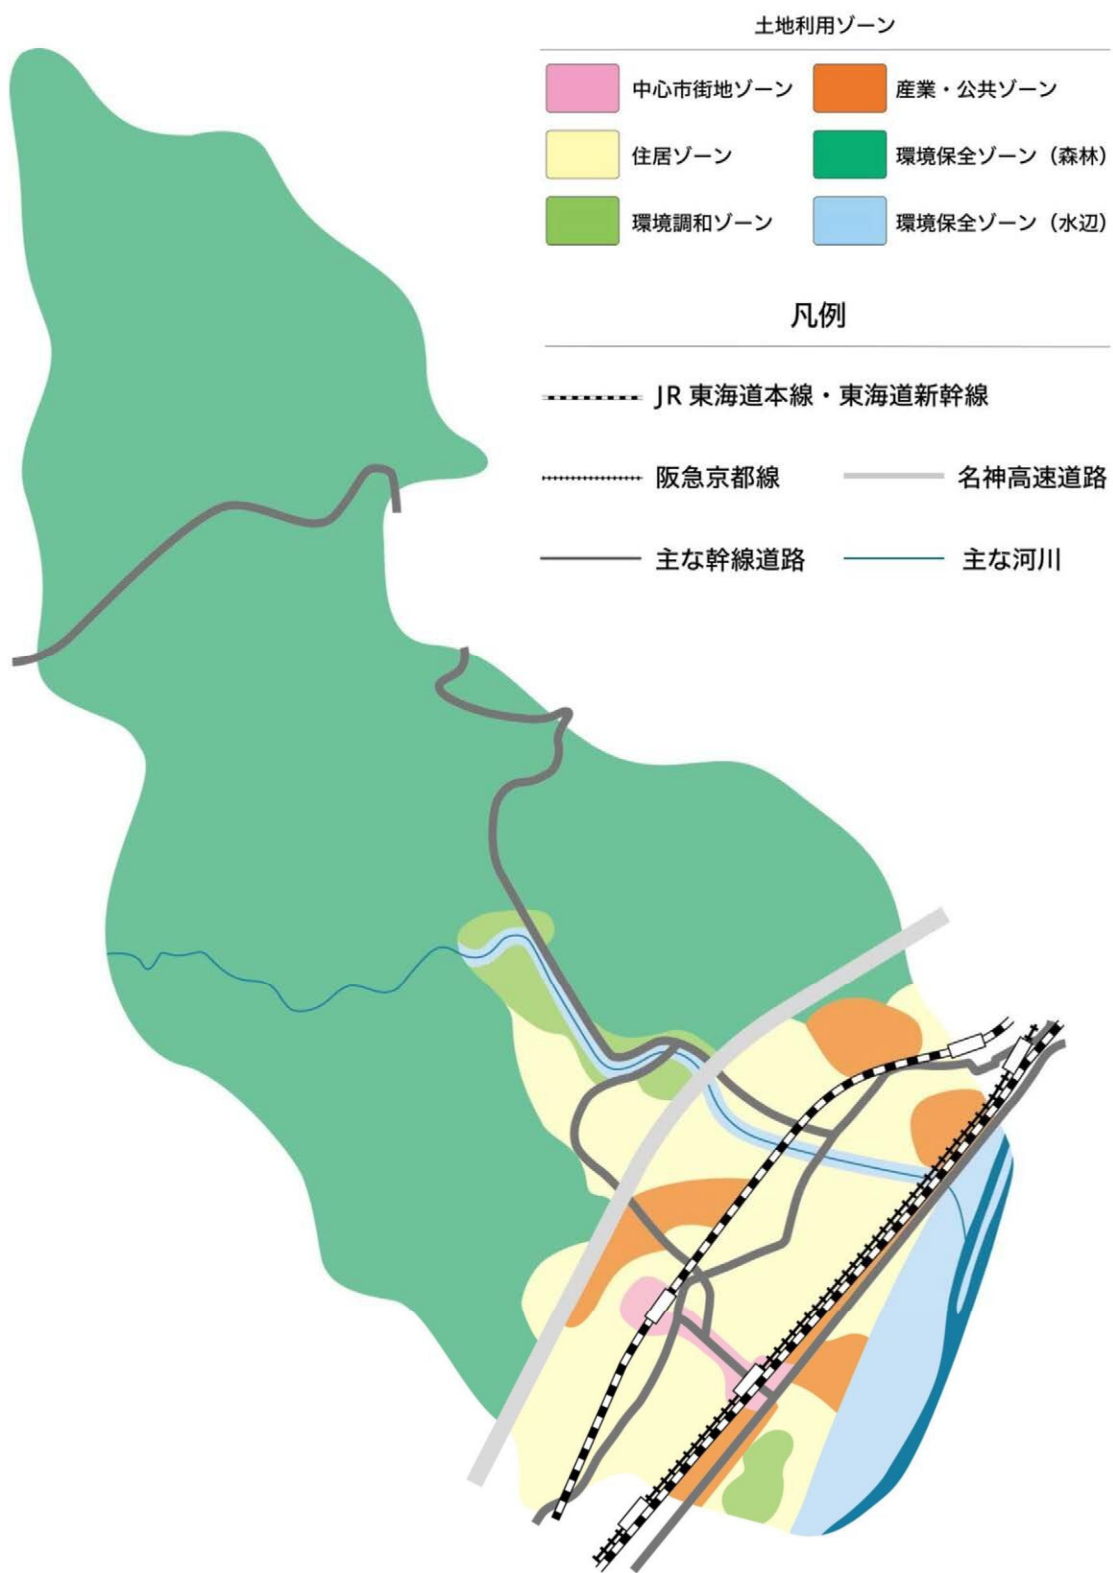 土地利用ゾーン
中心市街地ゾーン
産業・公共ゾーン
住居ゾーン
環境保全ゾーン（森林）
環境調和ゾーン
環境保全ゾーン（水辺）
凡例
JR 東海道本線・東海道新幹線
阪急京都線
名神高速道路
主な幹線道路
主な河川